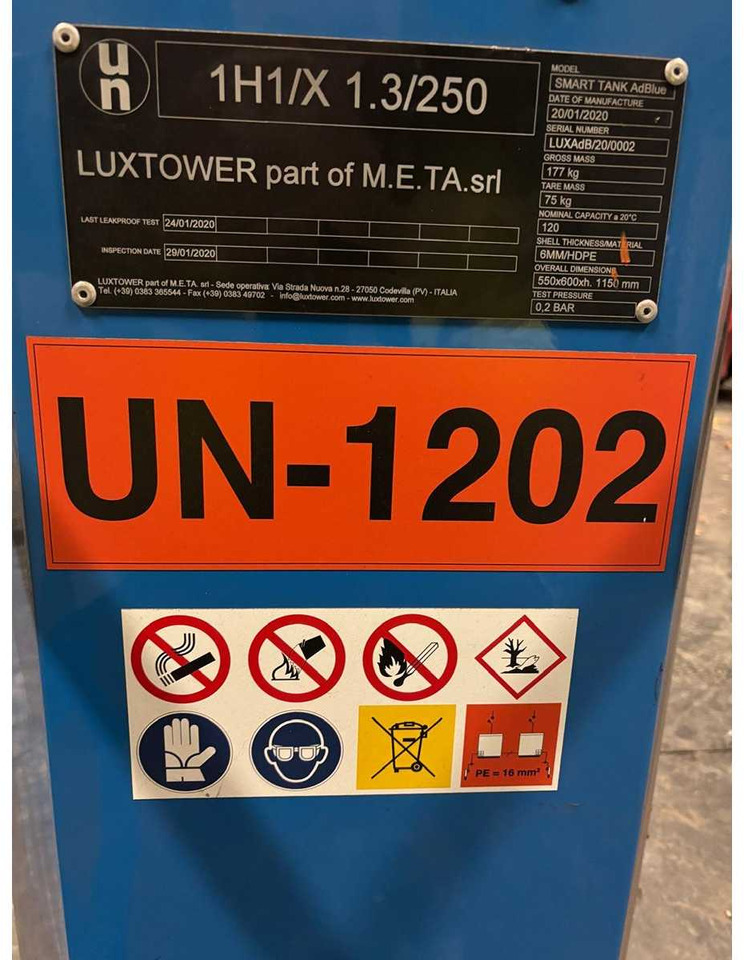 un
1H1/X 1.3/250
LUXTOWER part of M.E.TA.srl
LAST LEAKPROOF TEST 24/01/2020
INSPECTION DATE 29/01/2020
LUXTOWER part of M.E.TA. srl - Sede operativa: Via Strada Nuova n.28 - 27050 Codevilla (PV) - ITALIA
Tel. (+39) 0383 365544 - Fax (+39) 0383 49702 - info@luxtower.com - www.luxtower.com
MODEL
SMART TANK AdBlue
DATE OF MANUFACTURE
20/01/2020
SERIAL NUMBER
LUXAdB/20/0002
GROSS MASS
177 kg
TARE MASS
75 kg
NOMINAL CAPACITY a 20°C
120
SHELL THICKNESS/MATERIAL
6MM/HDPE
OVERALL DIMENSIONS
550x600xh. 1150 mm
TEST PRESSURE
0,2 BAR
UN-1202
PE = 16 mm²